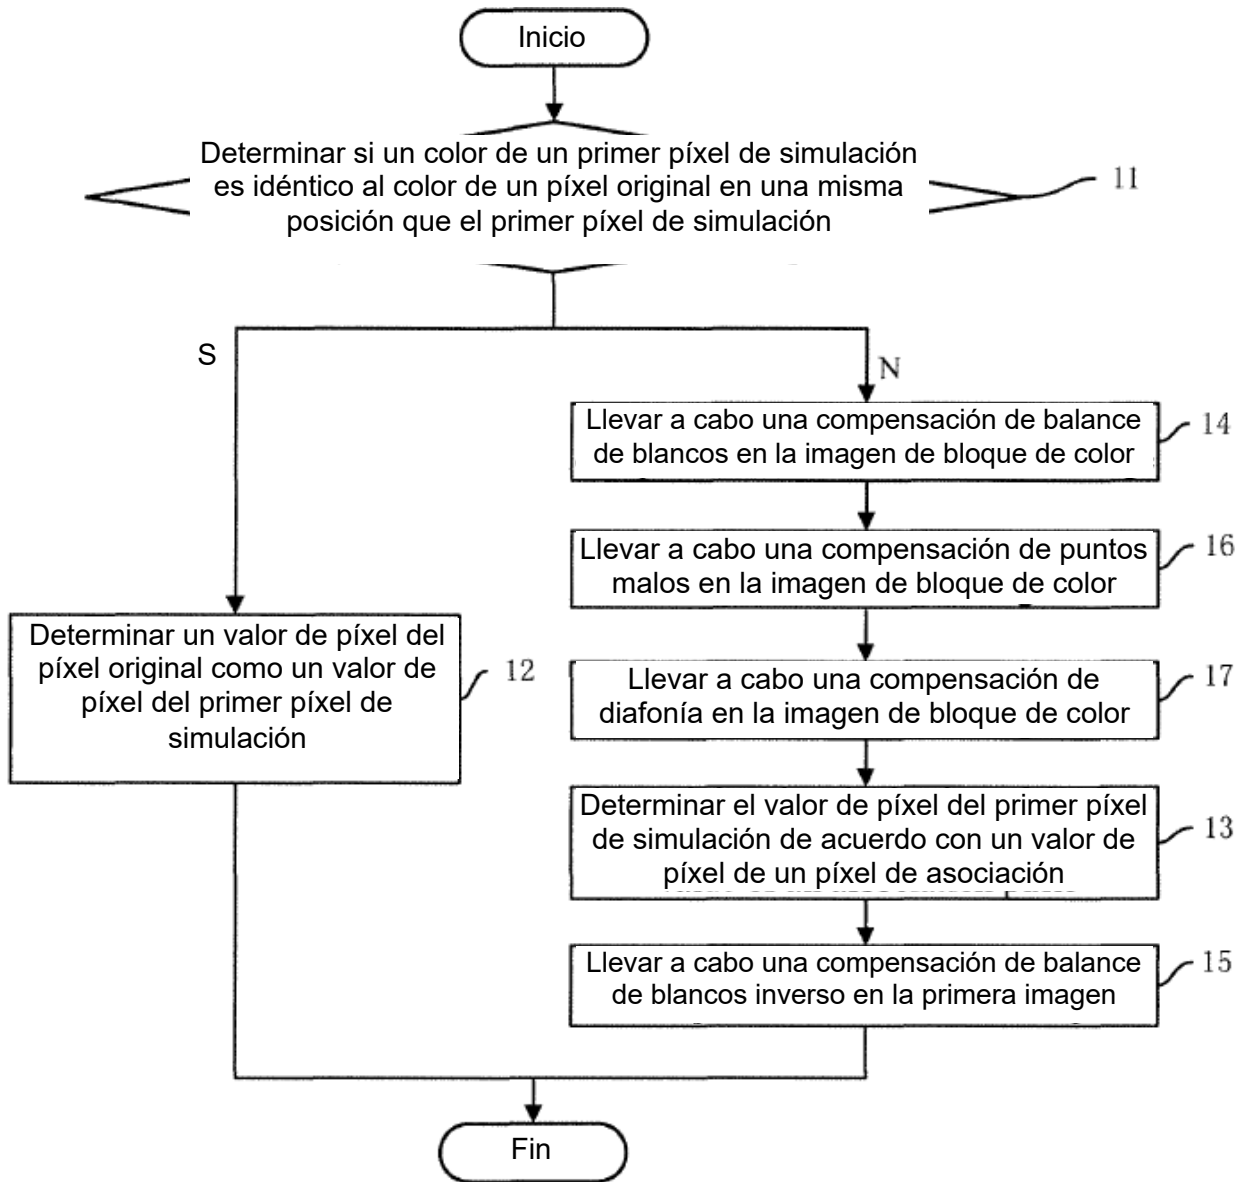 Inicio
Determinar si un color de un primer píxel de simulación
es idéntico al color de un píxel original en una misma
posición que el primer píxel de simulación
11
S
N
Llevar a cabo una compensación de balance
de blancos en la imagen de bloque de color
14
Llevar a cabo una compensación de puntos
malos en la imagen de bloque de color
16
Determinar un valor de píxel del
píxel original como un valor de
píxel del primer píxel de
simulación
12
Llevar a cabo una compensación de
diafonía en la imagen de bloque de color
17
Determinar el valor de píxel del primer píxel
de simulación de acuerdo con un valor de
píxel de un píxel de asociación
13
Llevar a cabo una compensación de balance
de blancos inverso en la primera imagen
15
Fin